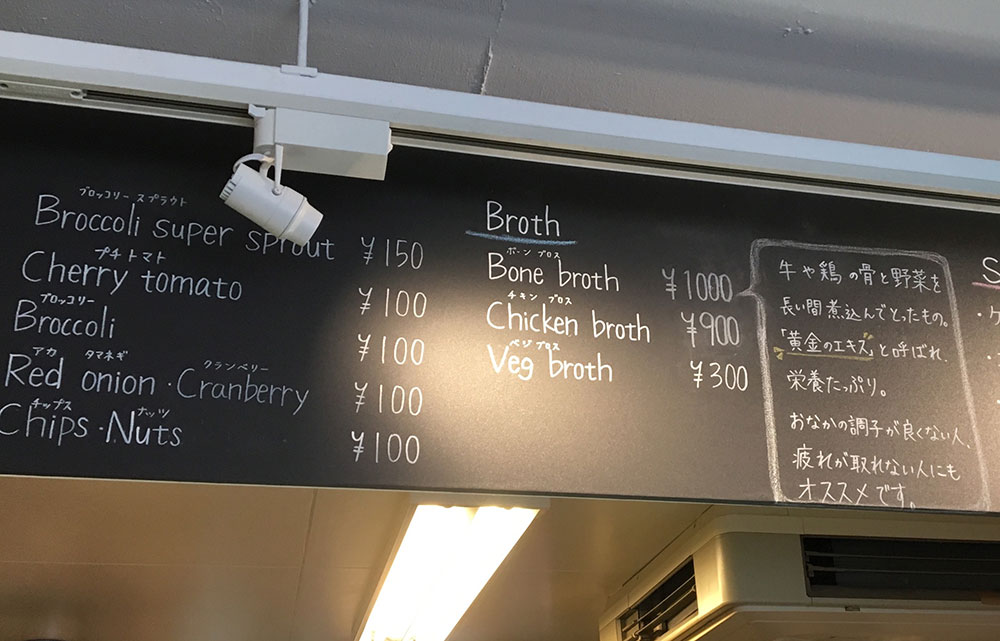 ブロッコリー スプラウト
Broccoli super sprout ¥150
プチトマト
Cherry tomato ¥100
ブロッコリー
Broccoli ¥100
アカ タマネギ クランベリー
Red onion・Cranberry ¥100
チップス ナッツ
Chips・Nuts ¥100
Broth
ボーン ブロス
Bone broth ¥1000
チキン ブロス
Chicken broth ¥900
ベジ ブロス
Veg broth ¥300
牛や鶏の骨と野菜を
長い間煮込んでとったもの。
「黄金のエキス」と呼ばれ、
栄養たっぷり。
おなかの調子が良くない人、
疲れが取れない人にも
オススメです。
S